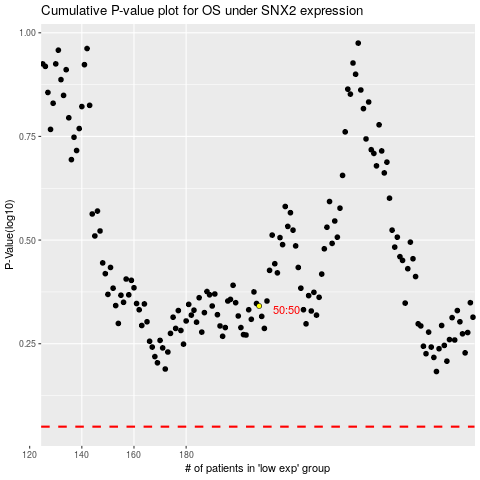 Cumulative P-value plot for OS under SNX2 expression
P-Value(log10)
1.00
0.75
0.50
0.25
50:50
120 140 160 180
# of patients in 'low exp' group